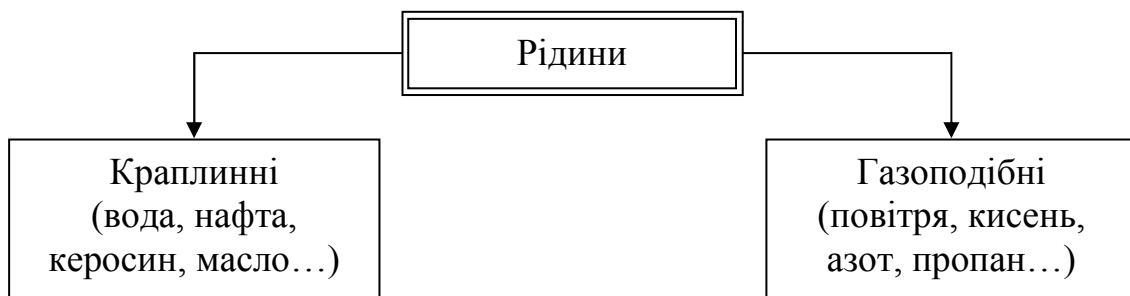 Рідини
Краплинні
(вода, нафта,
керосин, масло…)
Газоподібні
(повітря, кисень,
азот, пропан…)